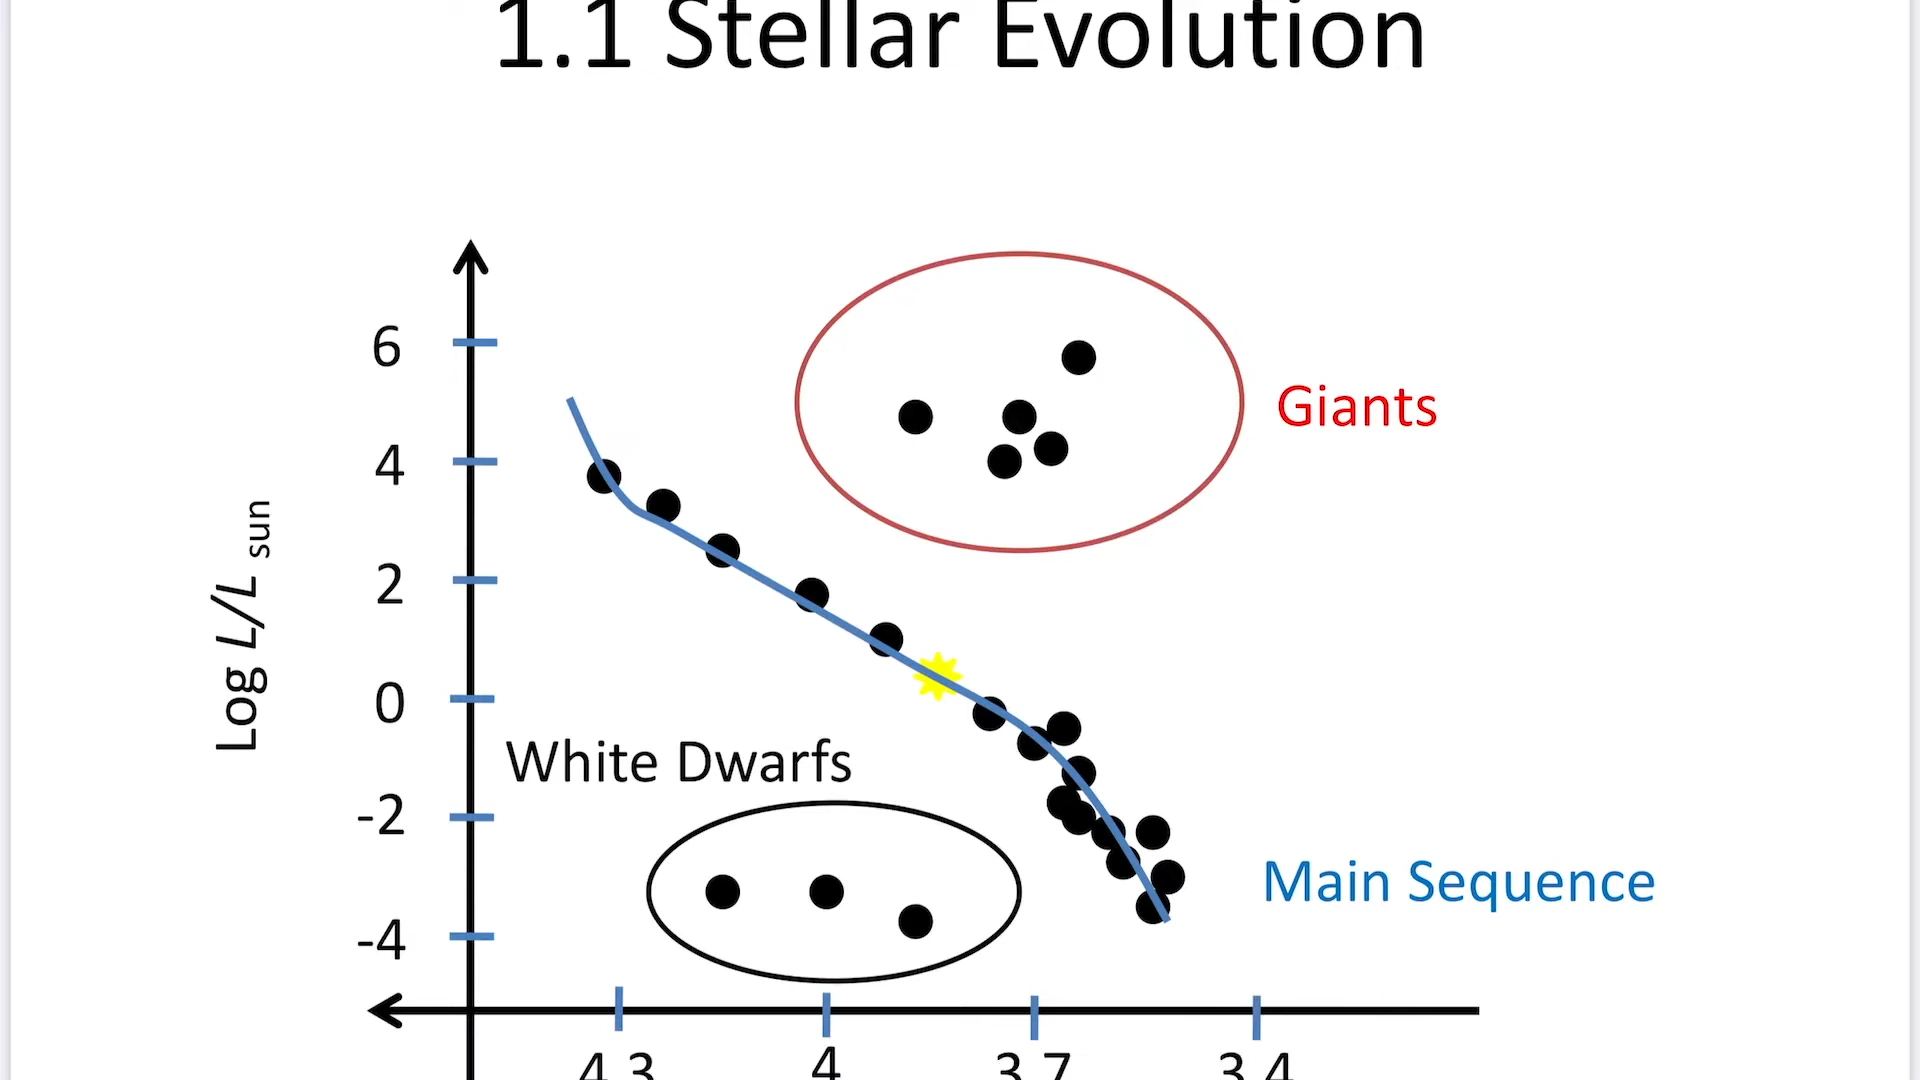 1.1 Stellar Evolution
6
Giants
4
2
Log L/L sun
0
White Dwarfs
-2
Main Sequence
-4
4.3 4 3.7 3.4